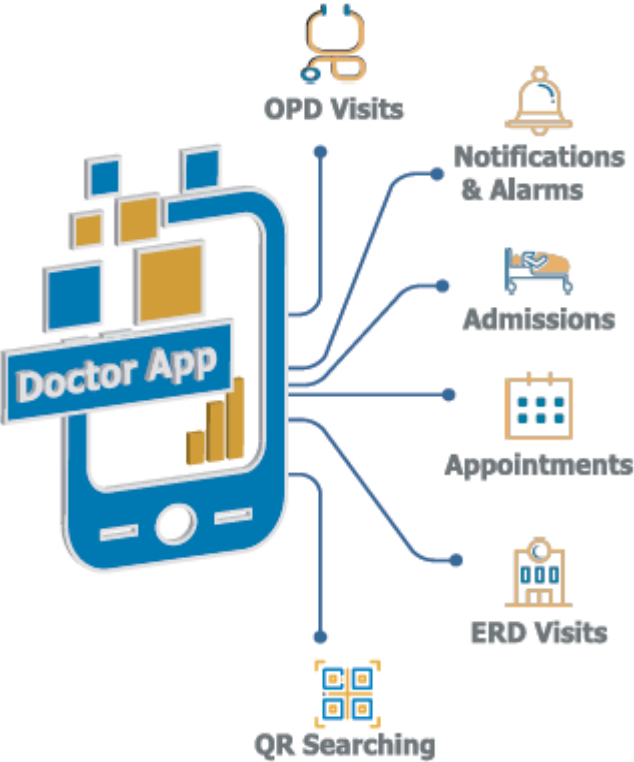 OPD Visits
Notifications
& Alarms
Admissions
Doctor App
Appointments
ERD Visits
QR Searching